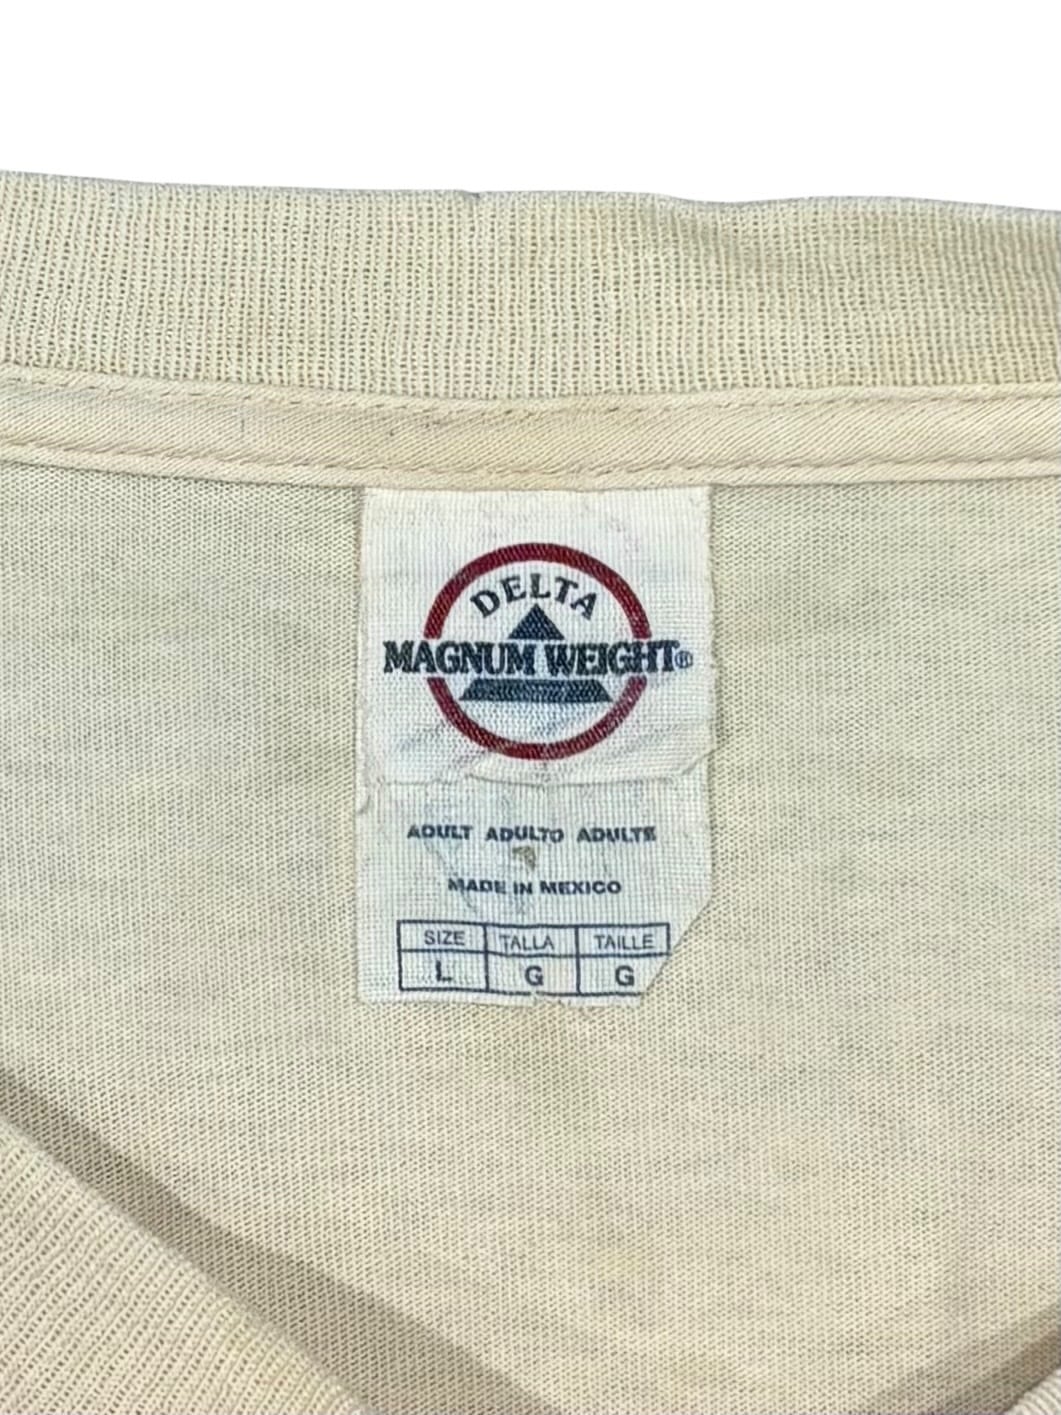 DELTA
MAGNUM WEIGHT®
ADULT ADULTO ADULTE
MADE IN MEXICO
SIZE TALLA TAILLE
L G G